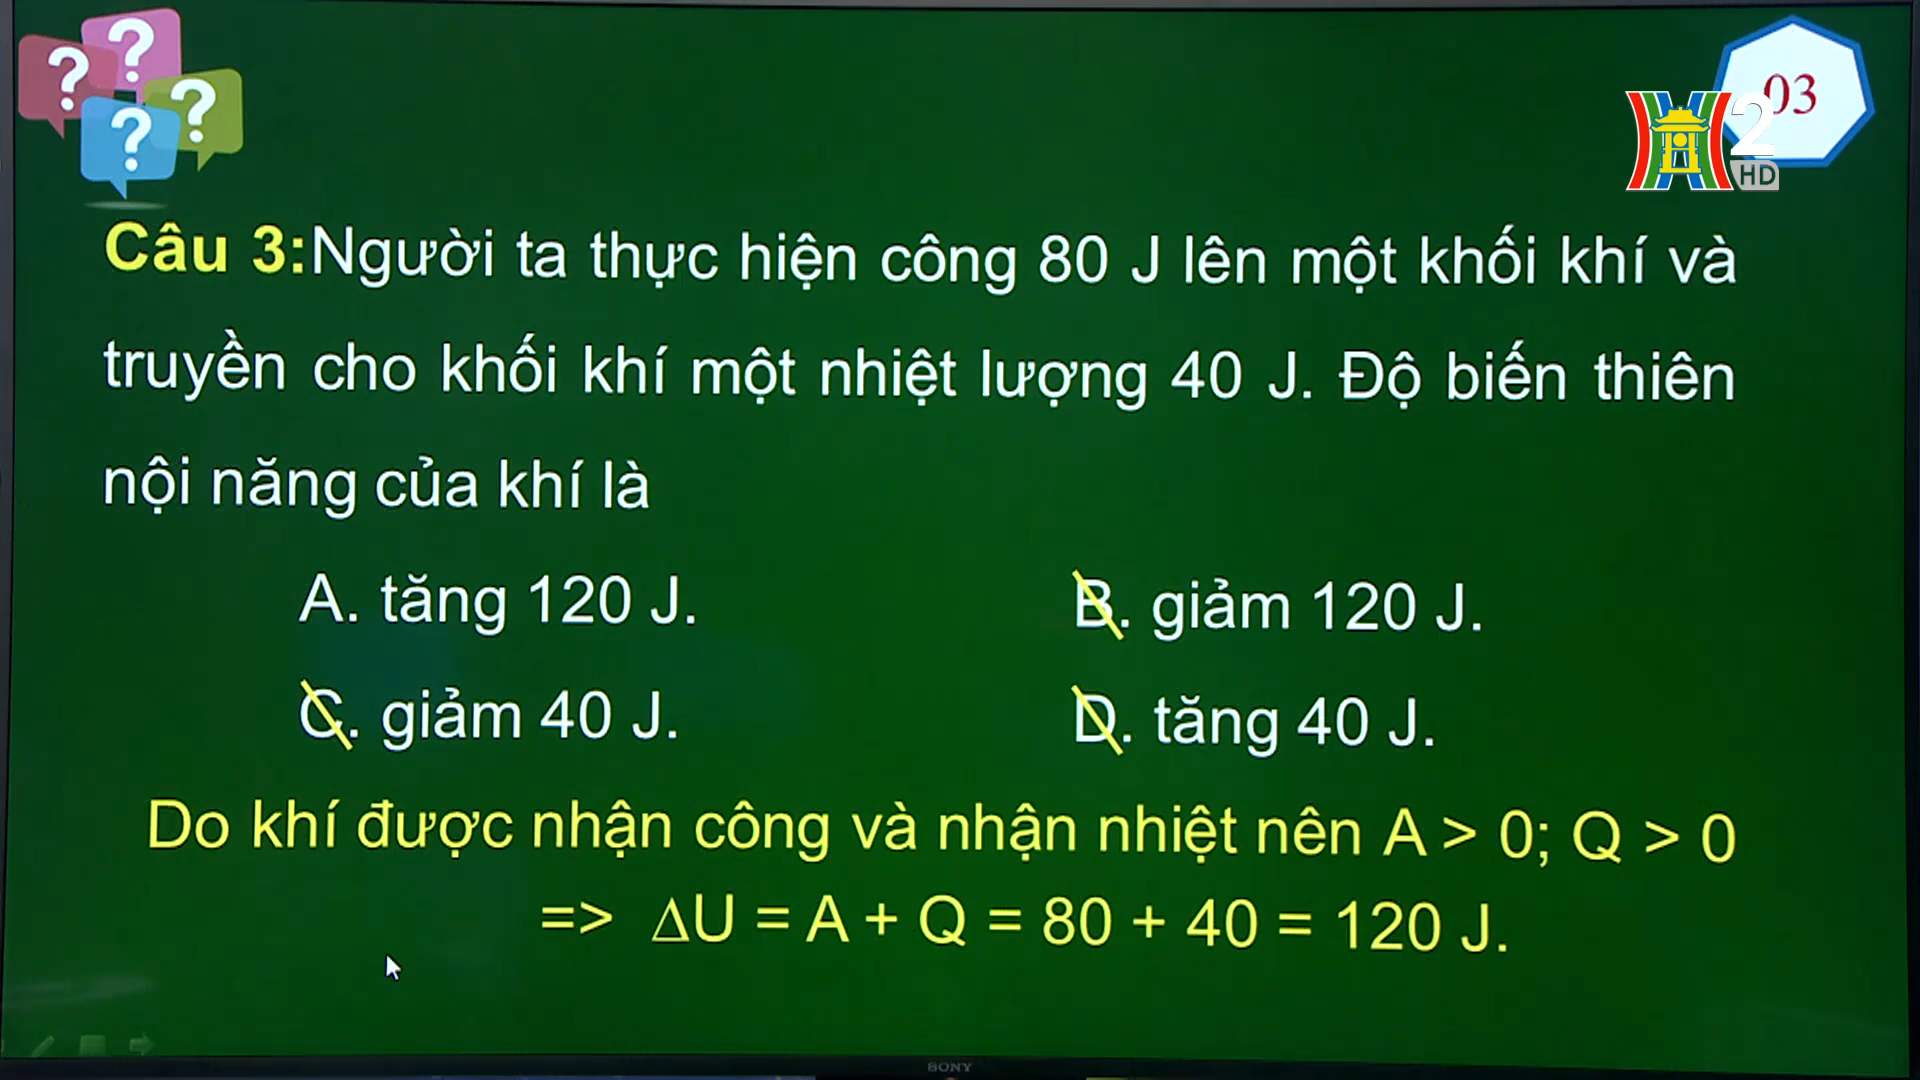 03
2
HD
Câu 3:Người ta thực hiện công 80 J lên một khối khí và
truyền cho khối khí một nhiệt lượng 40 J. Độ biến thiên
nội năng của khí là
A. tăng 120 J.
B. giảm 120 J.
C. giảm 40 J.
D. tăng 40 J.
Do khí được nhận công và nhận nhiệt nên A > 0; Q > 0
=> ΔU = A + Q = 80 + 40 = 120 J.
SONY